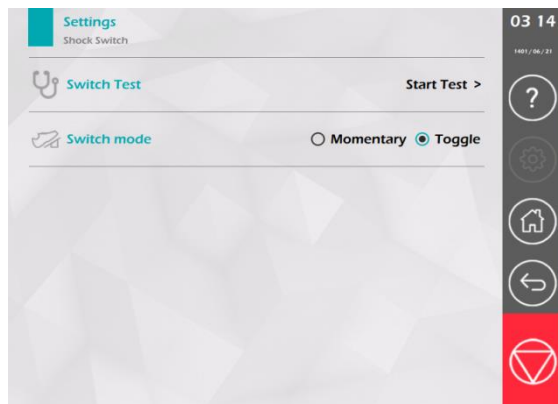 Settings
Shock Switch
03 14
1401/06/21
Switch Test
Start Test >
?
Switch mode
Momentary
Toggle